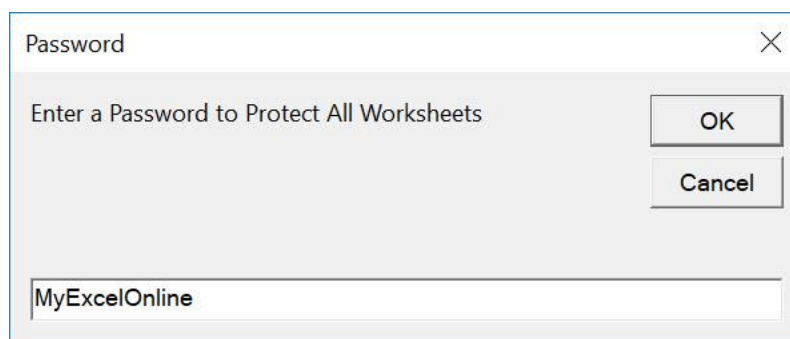 Password
Enter a Password to Protect All Worksheets
OK
Cancel
MyExcelOnline